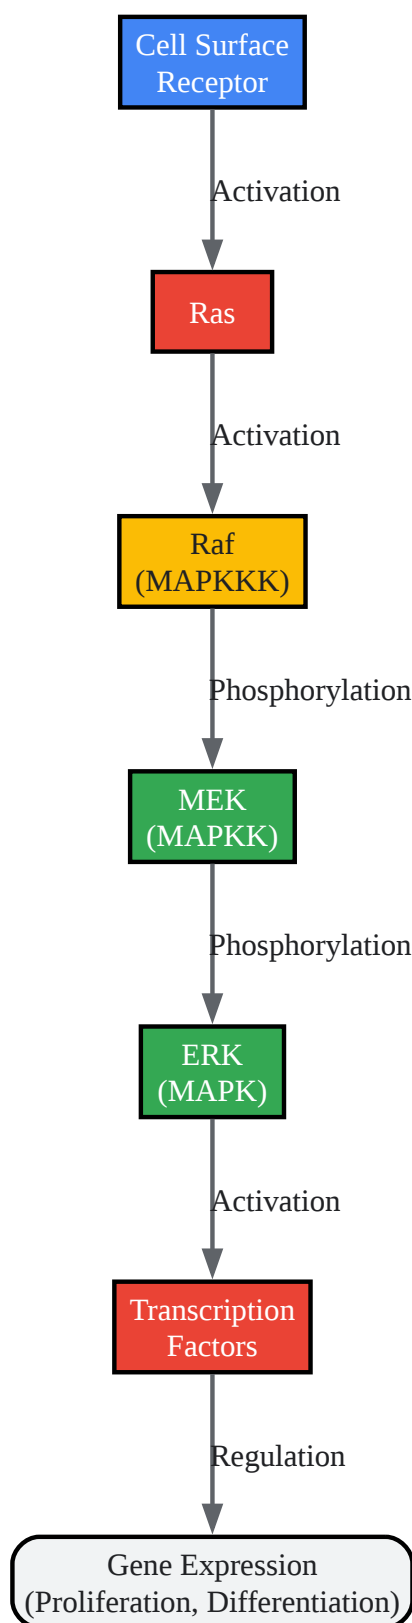 Cell Surface
Receptor
Activation
Ras
Activation
Raf
(MAPKKK)
Phosphorylation
MEK
(MAPKK)
Phosphorylation
ERK
(MAPK)
Activation
Transcription
Factors
Regulation
Gene Expression
(Proliferation, Differentiation)